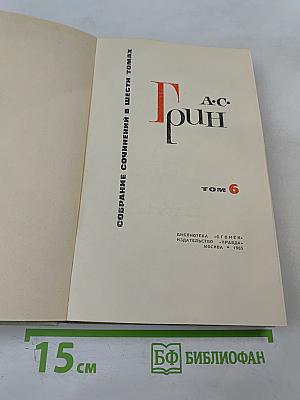 СОБРАНИЕ СОЧИНЕНИЙ В ШЕСТИ ТОМАХ
А·С·
Грин
ТОМ 6
БИБЛИОТЕКА «ОГОНЕК»
ИЗДАТЕЛЬСТВО «ПРАВДА»
МОСКВА · 1965
15 см
БФ БИБЛИОФАН